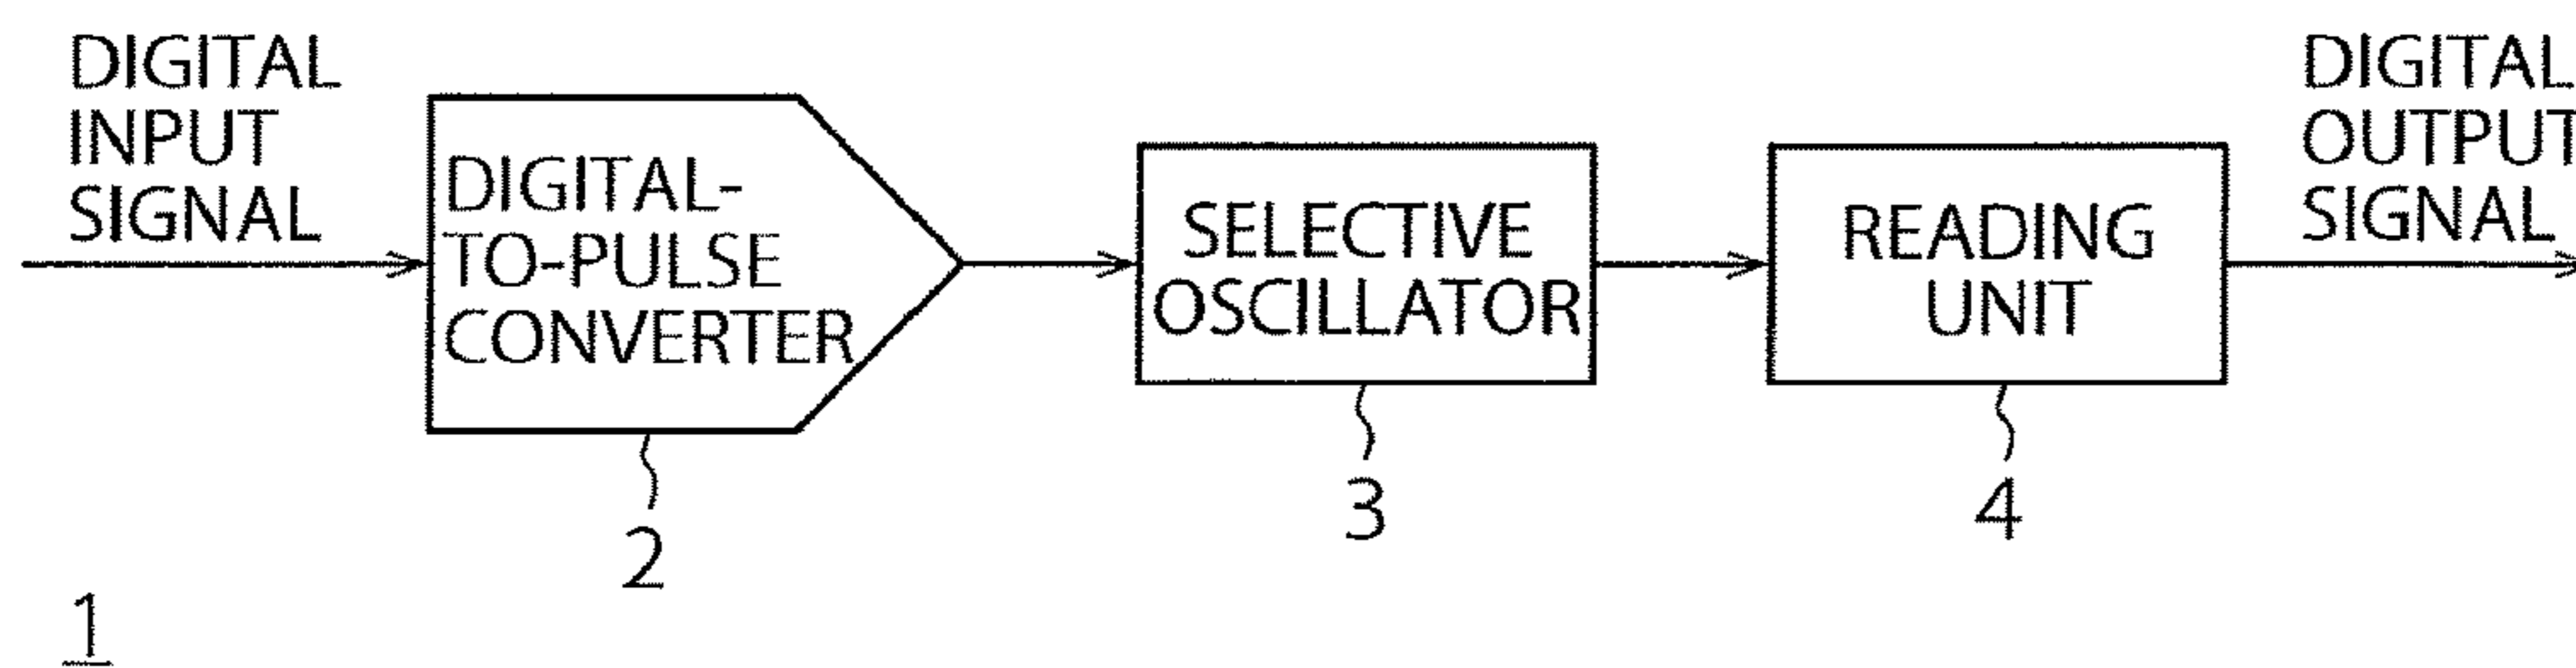 DIGITAL
INPUT
SIGNAL
DIGITAL-
TO-PULSE
CONVERTER
2
SELECTIVE
OSCILLATOR
3
READING
UNIT
4
DIGITAL
OUTPUT
SIGNAL
1